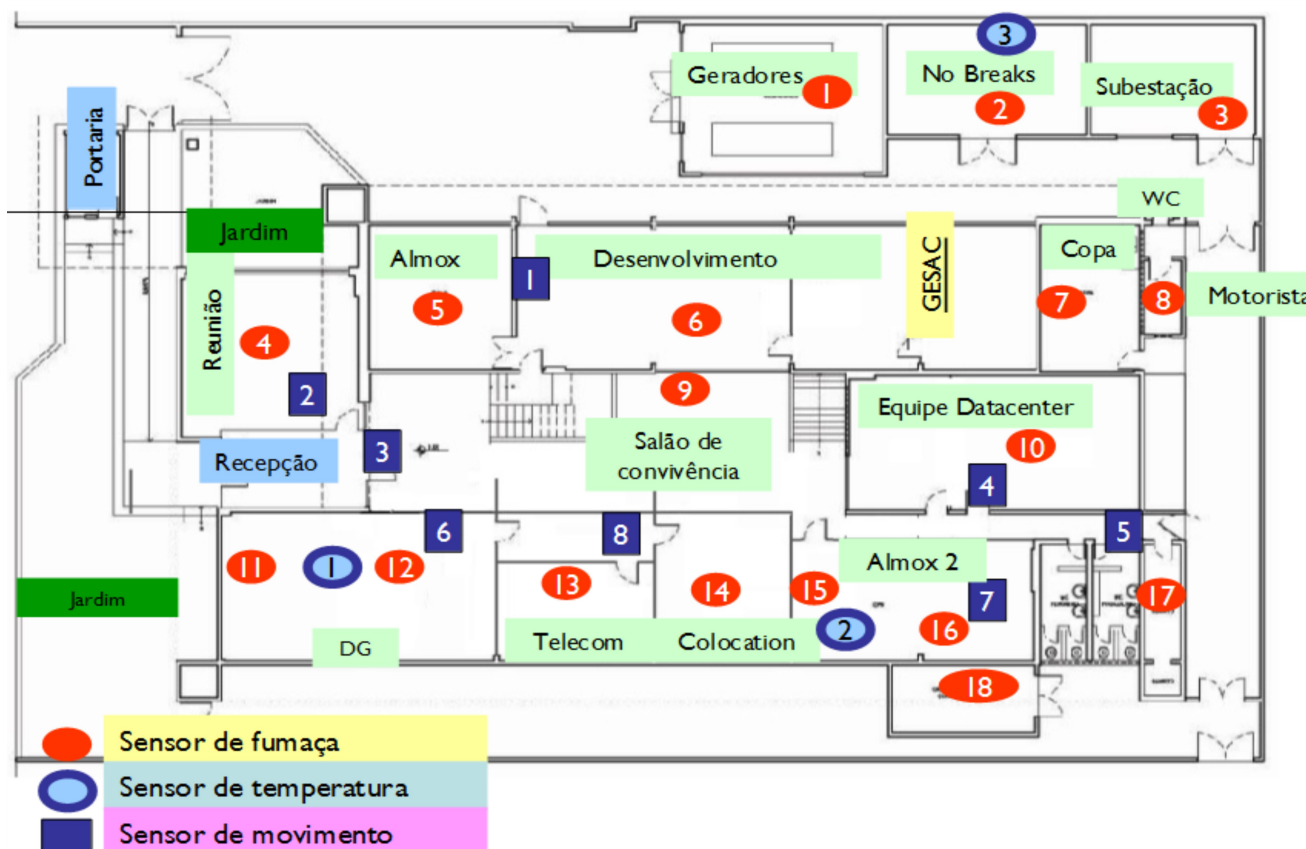 3
Geradores
1
No Breaks
2
Subestação
3
Portaria
WC
Jardim
Almox
1
Desenvolvimento
GESAC
Copa
Reunião
5
6
7
8
Motorista
4
2
9
Equipe Datacenter
10
Recepção
3
Salão de
convivência
4
6
8
5
11
1
12
13
14
15
Almox 2
7
17
Jardim
2
16
DG
Telecom
Colocation
18
Sensor de fumaça
Sensor de temperatura
Sensor de movimento